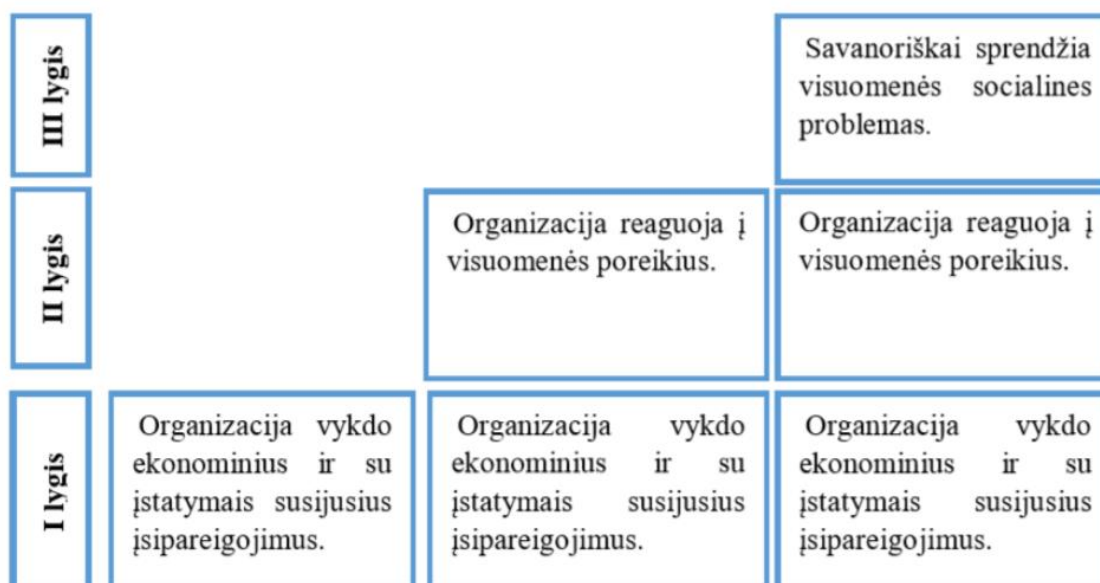 III lygis
Savanoriškai sprendžia
visuomenės socialines
problemas.
II lygis
Organizacija reaguoja į
visuomenės poreikius.
Organizacija reaguoja į
visuomenės poreikius.
I lygis
Organizacija vykdo
ekonominius ir su
įstatymais susijusius
įsipareigojimus.
Organizacija vykdo
ekonominius ir su
įstatymais susijusius
įsipareigojimus.
Organizacija vykdo
ekonominius ir su
įstatymais susijusius
įsipareigojimus.